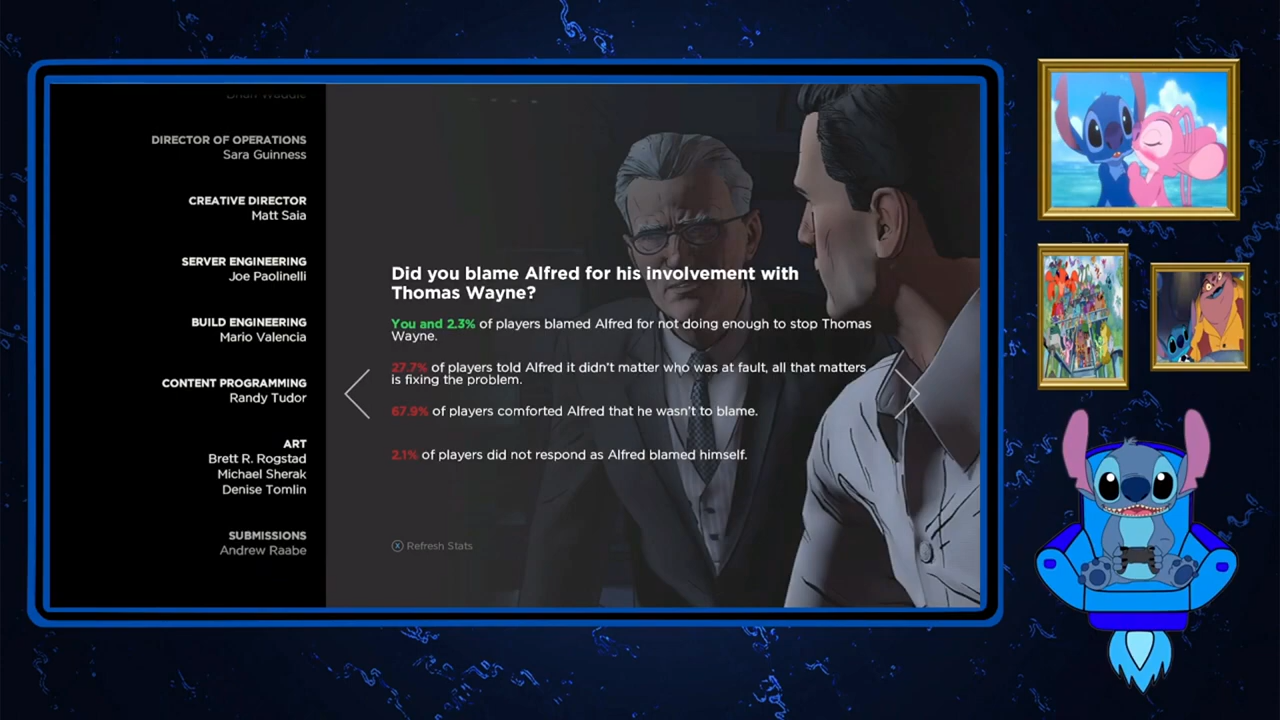 DIRECTOR OF OPERATIONS
Sara Guinness
CREATIVE DIRECTOR
Matt Saia
SERVER ENGINEERING
Joe Paolinelli
BUILD ENGINEERING
Mario Valencia
CONTENT PROGRAMMING
Randy Tudor
ART
Brett R. Rogstad
Michael Sherak
Denise Tomlin
SUBMISSIONS
Andrew Raabe
Did you blame Alfred for his involvement with
Thomas Wayne?
You and 2.3% of players blamed Alfred for not doing enough to stop Thomas
Wayne.
27.7% of players told Alfred it didn't matter who was at fault, all that matters
is fixing the problem.
67.9% of players comforted Alfred that he wasn't to blame.
2.1% of players did not respond as Alfred blamed himself.
X Refresh Stats